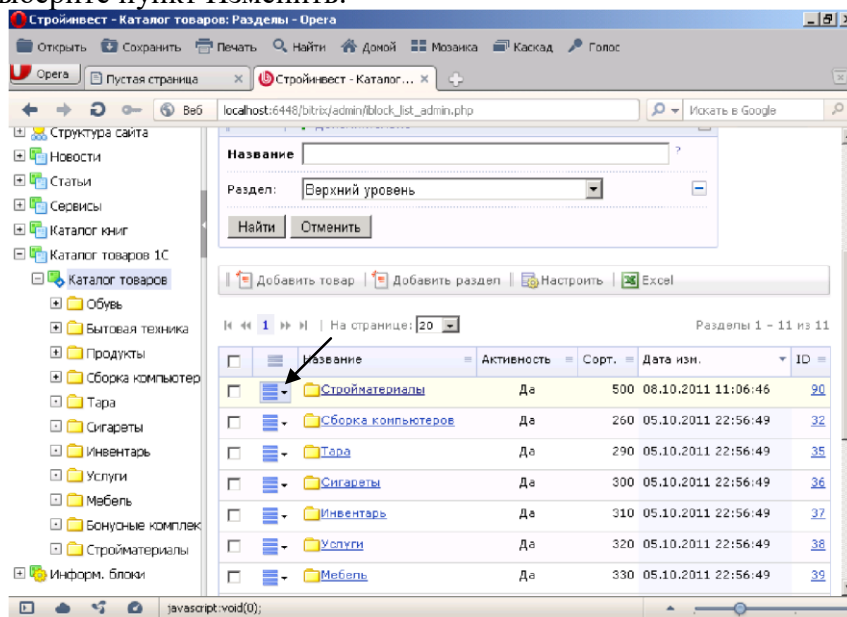 выберите пункт Изменить.
Стройинвест - Каталог товаров: Разделы - Opera
Открыть Сохранить Печать Найти Домой Мозаика Каскад Голос
Opera Пустая страница Стройинвест - Каталог...
Веб localhost:6448/bitrix/admin/iblock_list_admin.php Искать в Google
Структура сайта
Новости
Статьи
Сервисы
Каталог книг
Каталог товаров 1С
Каталог товаров
Обувь
Бытовая техника
Продукты
Сборка компьютер
Тара
Сигареты
Инвентарь
Услуги
Мебель
Бонусные комплек
Стройматериалы
Информ. блоки
Название ?
Раздел: Верхний уровень
Найти Отменить
Добавить товар Добавить раздел Настроить Excel
1 На странице: 20 Разделы 1 - 11 из 11
Название Активность Сорт. Дата изм. ID
Стройматериалы Да 500 08.10.2011 11:06:46 90
Сборка компьютеров Да 260 05.10.2011 22:56:49 32
Тара Да 290 05.10.2011 22:56:49 35
Сигареты Да 300 05.10.2011 22:56:49 36
Инвентарь Да 310 05.10.2011 22:56:49 37
Услуги Да 320 05.10.2011 22:56:49 38
Мебель Да 330 05.10.2011 22:56:49 39
javascript:void(0);